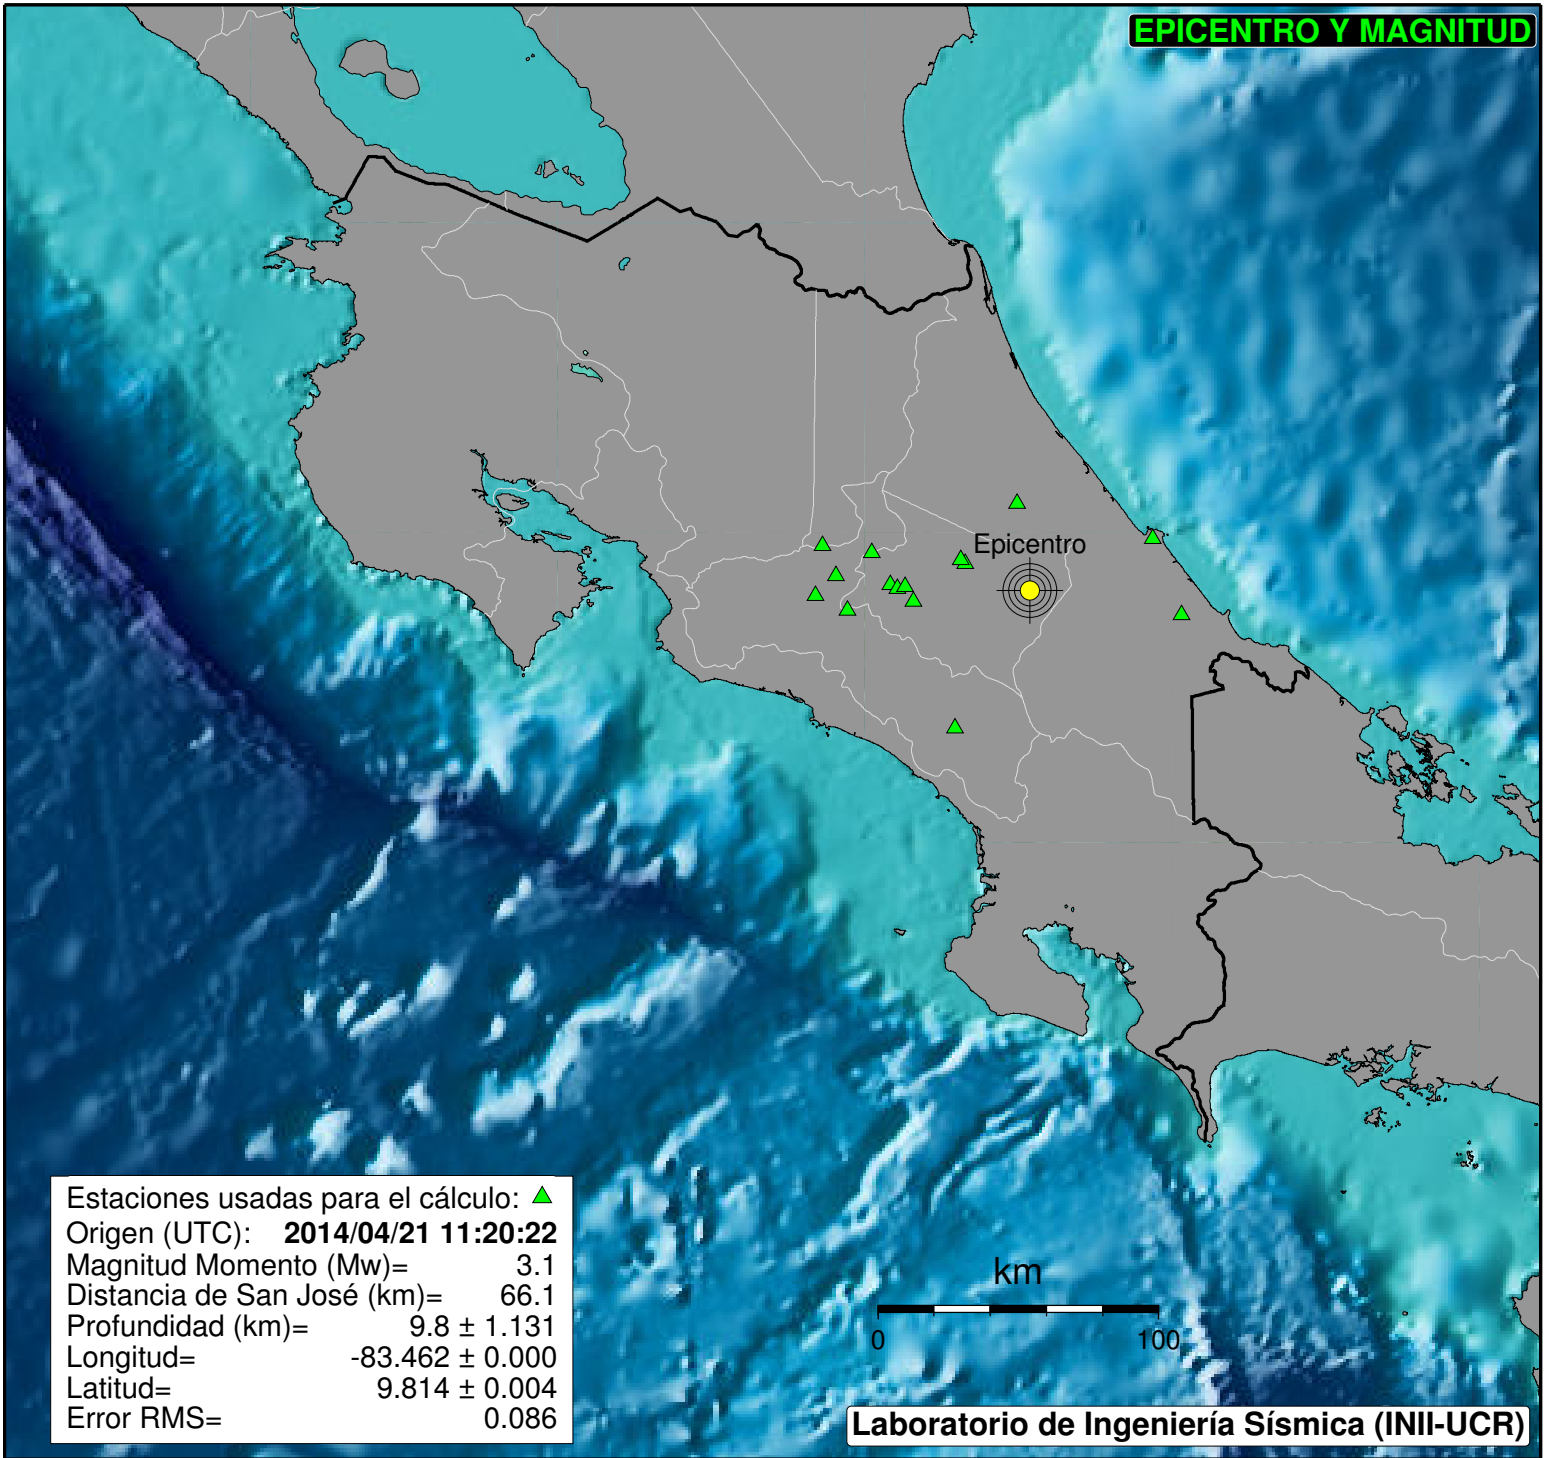 EPICENTRO Y MAGNITUD
Epicentro
Estaciones usadas para el cálculo:
Origen (UTC): 2014/04/21 11:20:22
Magnitud Momento (Mw)= 3.1
Distancia de San José (km)= 66.1
Profundidad (km)= 9.8 ± 1.131
Longitud= -83.462 ± 0.000
Latitud= 9.814 ± 0.004
Error RMS= 0.086
km
0 100
Laboratorio de Ingeniería Sísmica (INII-UCR)